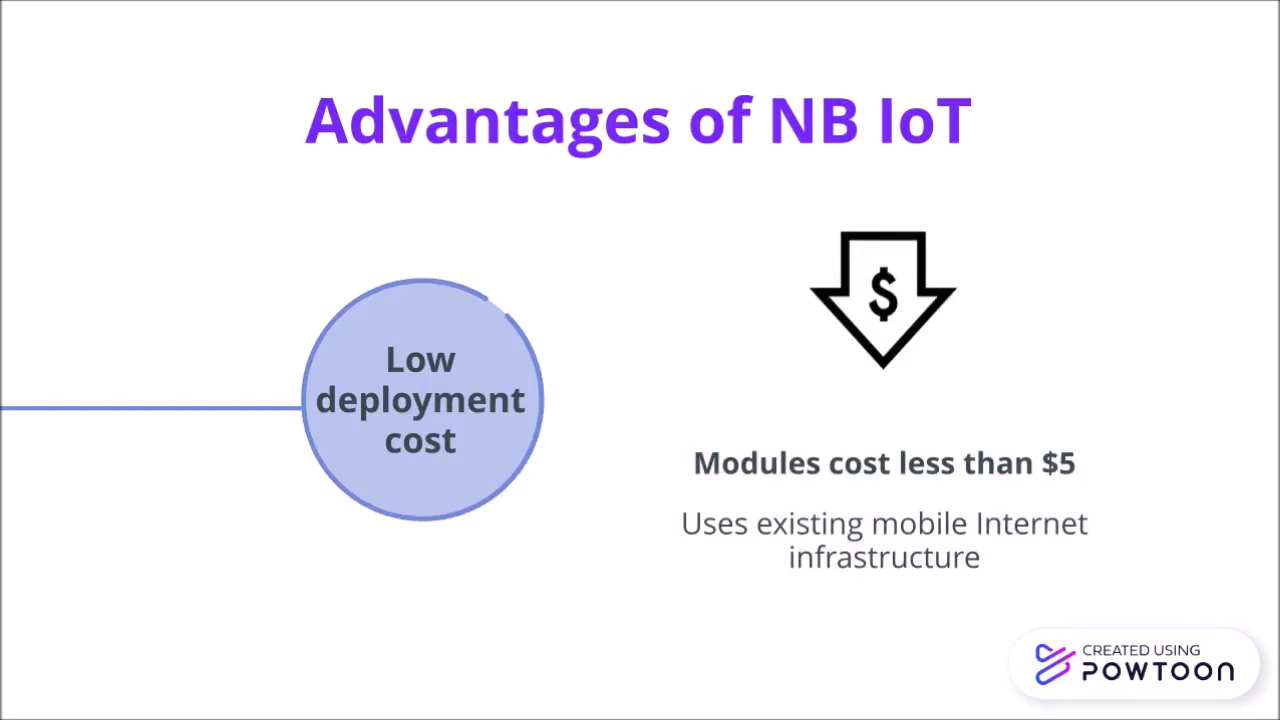 Advantages of NB IoT
Low
deployment
cost
$
Modules cost less than $5
Uses existing mobile Internet
infrastructure
CREATED USING
POWTOON